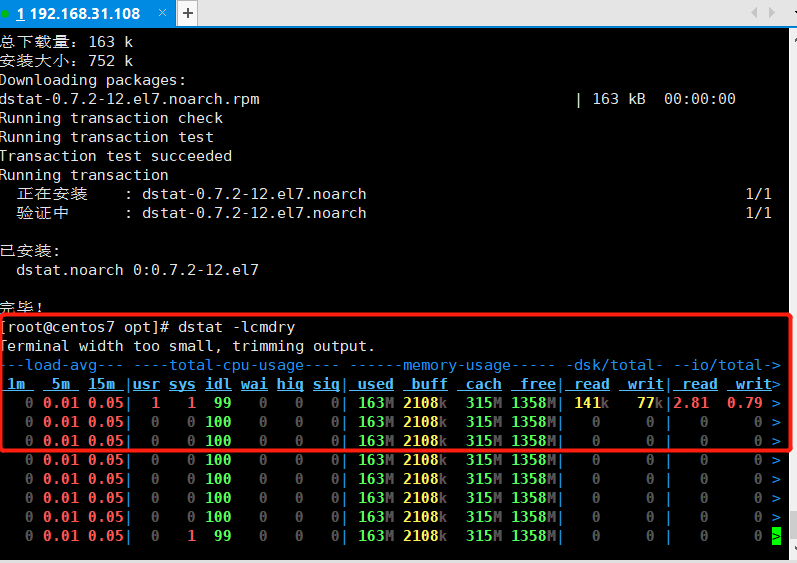 1 192.168.31.108 × +
总下载量：163 k
安装大小：752 k
Downloading packages:
dstat-0.7.2-12.el7.noarch.rpm | 163 kB 00:00:00
Running transaction check
Running transaction test
Transaction test succeeded
Running transaction
正在安装 : dstat-0.7.2-12.el7.noarch 1/1
验证中 : dstat-0.7.2-12.el7.noarch 1/1
已安装:
dstat.noarch 0:0.7.2-12.el7
完毕！
[root@centos7 opt]# dstat -lcmdry
Terminal width too small, trimming output.
---load-avg--- ----total-cpu-usage---- ------memory-usage----- -dsk/total- --io/total->
1m 5m 15m |usr sys idl wai hiq siq| used buff cach free| read writ| read writ>
0 0.01 0.05| 1 1 99 0 0 0| 163M 2108k 315M 1358M| 141k 77k|2.81 0.79 >
0 0.01 0.05| 0 0 100 0 0 0| 163M 2108k 315M 1358M| 0 0 | 0 0 >
0 0.01 0.05| 0 0 100 0 0 0| 163M 2108k 315M 1358M| 0 0 | 0 0 >
0 0.01 0.05| 0 0 100 0 0 0| 163M 2108k 315M 1358M| 0 0 | 0 0 >
0 0.01 0.05| 0 0 100 0 0 0| 163M 2108k 315M 1358M| 0 0 | 0 0 >
0 0.01 0.05| 0 0 100 0 0 0| 163M 2108k 315M 1358M| 0 0 | 0 0 >
0 0.01 0.05| 0 0 100 0 0 0| 163M 2108k 315M 1358M| 0 0 | 0 0 >
0 0.01 0.05| 0 1 99 0 0 0| 163M 2108k 315M 1358M| 0 0 | 0 0 >